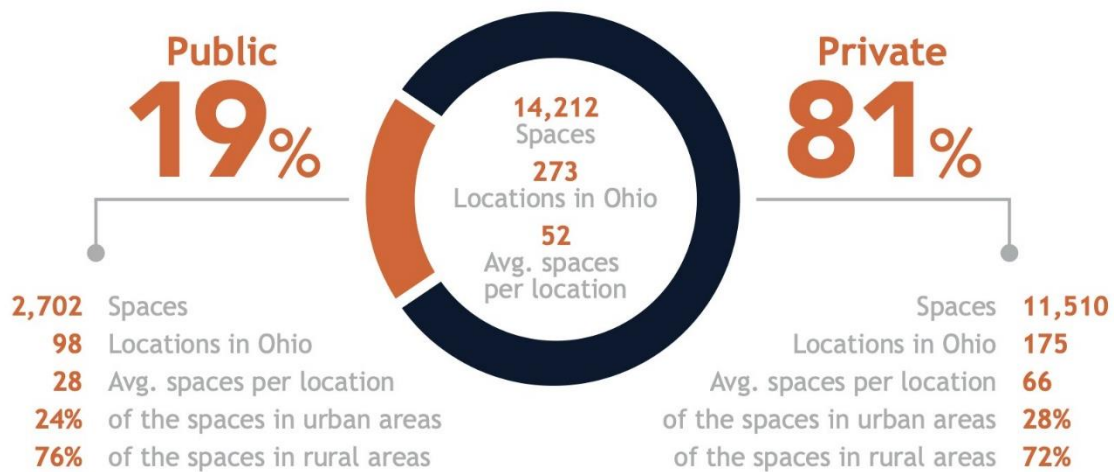 Public
19%
2,702 Spaces
98 Locations in Ohio
28 Avg. spaces per location
24% of the spaces in urban areas
76% of the spaces in rural areas
14,212
Spaces
273
Locations in Ohio
52
Avg. spaces
per location
Private
81%
Spaces 11,510
Locations in Ohio 175
Avg. spaces per location 66
of the spaces in urban areas 28%
of the spaces in rural areas 72%